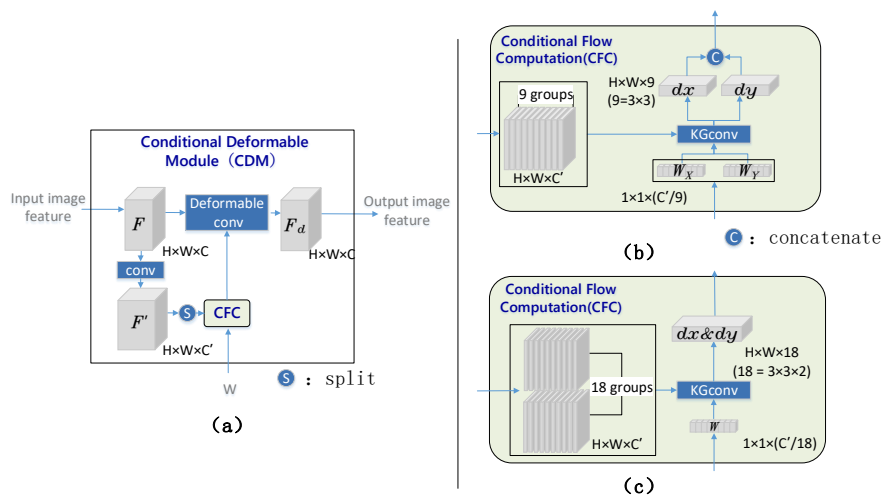 Conditional Deformable
Module（CDM）
Input image
feature
F
Deformable
conv
F_d
Output image
feature
H×W×C
H×W×C
conv
F'
S
CFC
H×W×C'
W
S : split
(a)
Conditional Flow
Computation(CFC)
C
H×W×9
(9=3×3)
dx
dy
9 groups
KGconv
H×W×C'
W_X
W_Y
1×1×(C'/9)
(b)
C : concatenate
Conditional Flow
Computation(CFC)
dx&dy
H×W×18
(18 = 3×3×2)
18 groups
KGconv
W
H×W×C'
1×1×(C'/18)
(c)